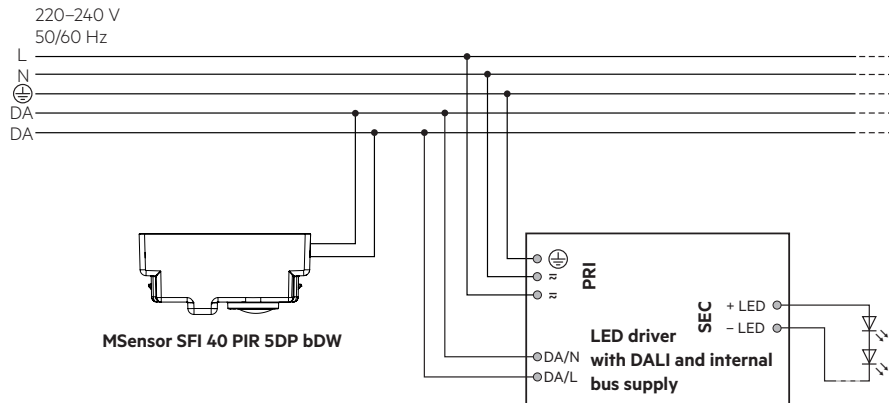 220–240 V
50/60 Hz
L
N
DA
DA
MSensor SFI 40 PIR 5DP bDW
PRI
≂
≂
SEC
+ LED
– LED
LED driver
with DALI and internal
bus supply
DA/N
DA/L